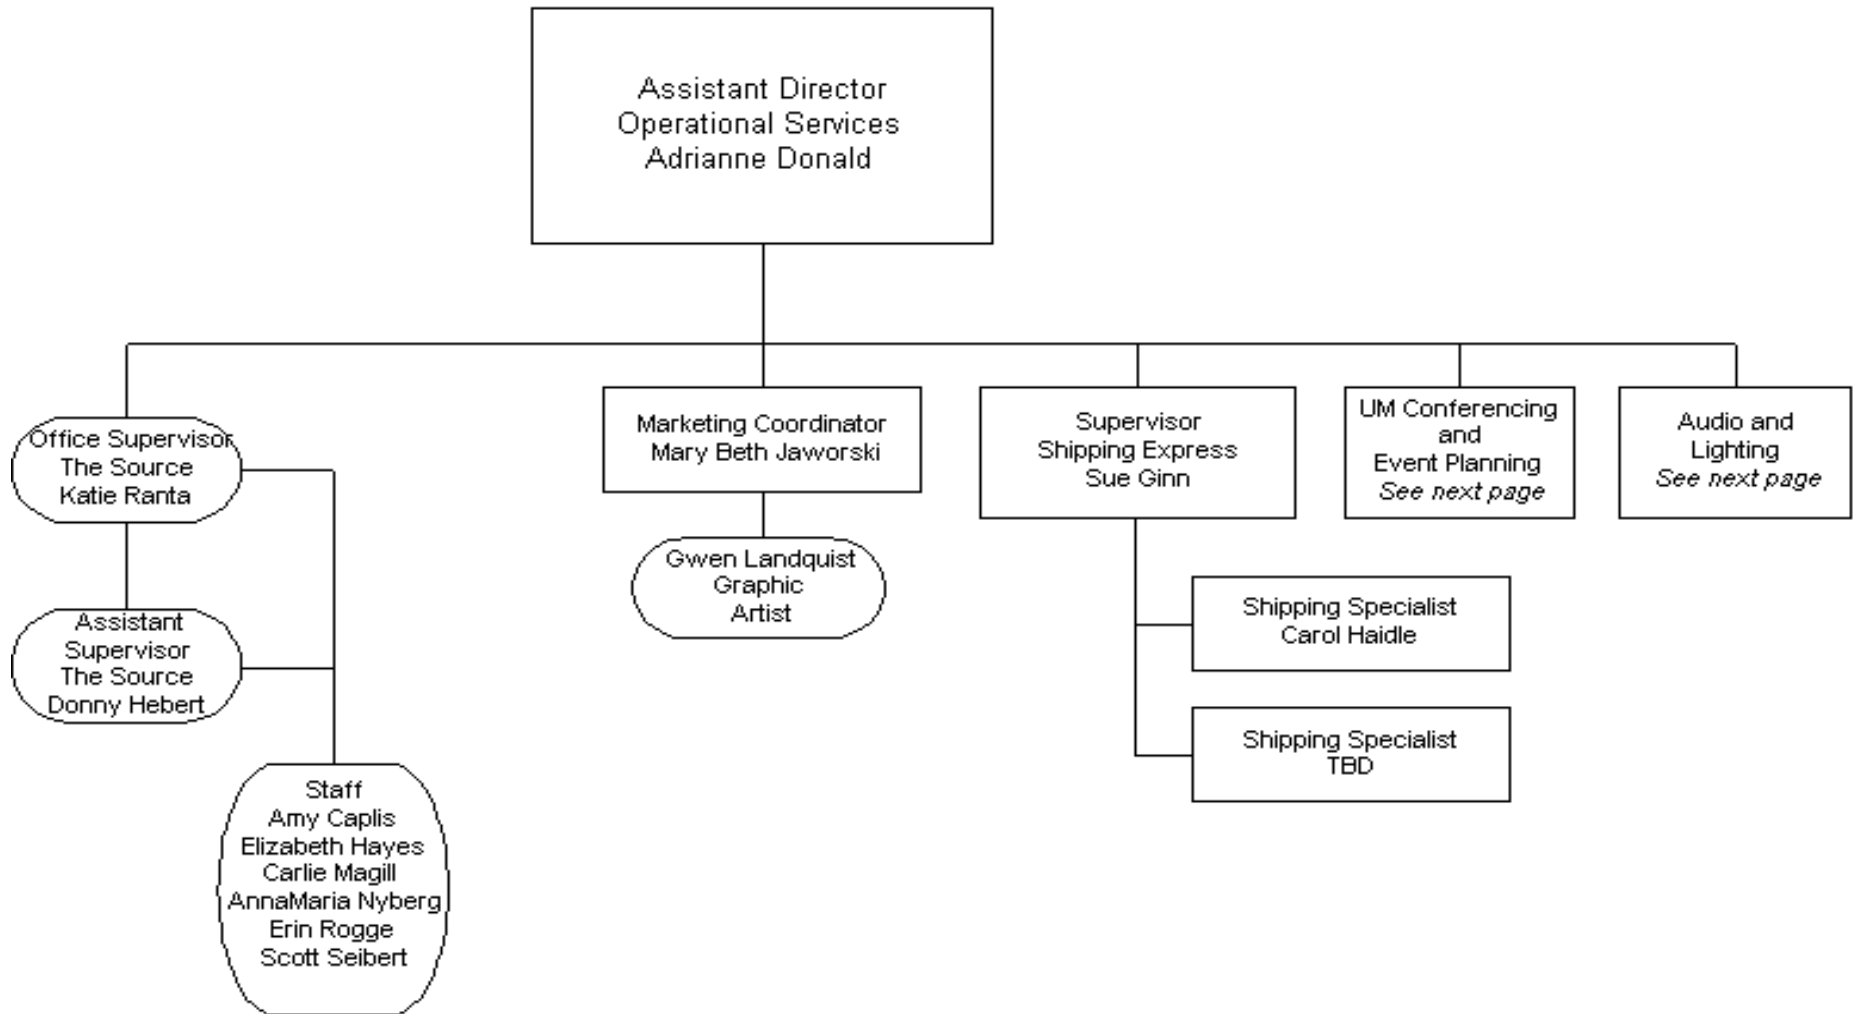 Assistant Director
Operational Services
Adrianne Donald
Office Supervisor
The Source
Katie Ranta
Marketing Coordinator
Mary Beth Jaworski
Supervisor
Shipping Express
Sue Ginn
UM Conferencing
and
Event Planning
See next page
Audio and
Lighting
See next page
Assistant
Supervisor
The Source
Donny Hebert
Gwen Landquist
Graphic
Artist
Shipping Specialist
Carol Haidle
Shipping Specialist
TBD
Staff
Amy Caplis
Elizabeth Hayes
Carlie Magill
AnnaMaria Nyberg
Erin Rogge
Scott Seibert